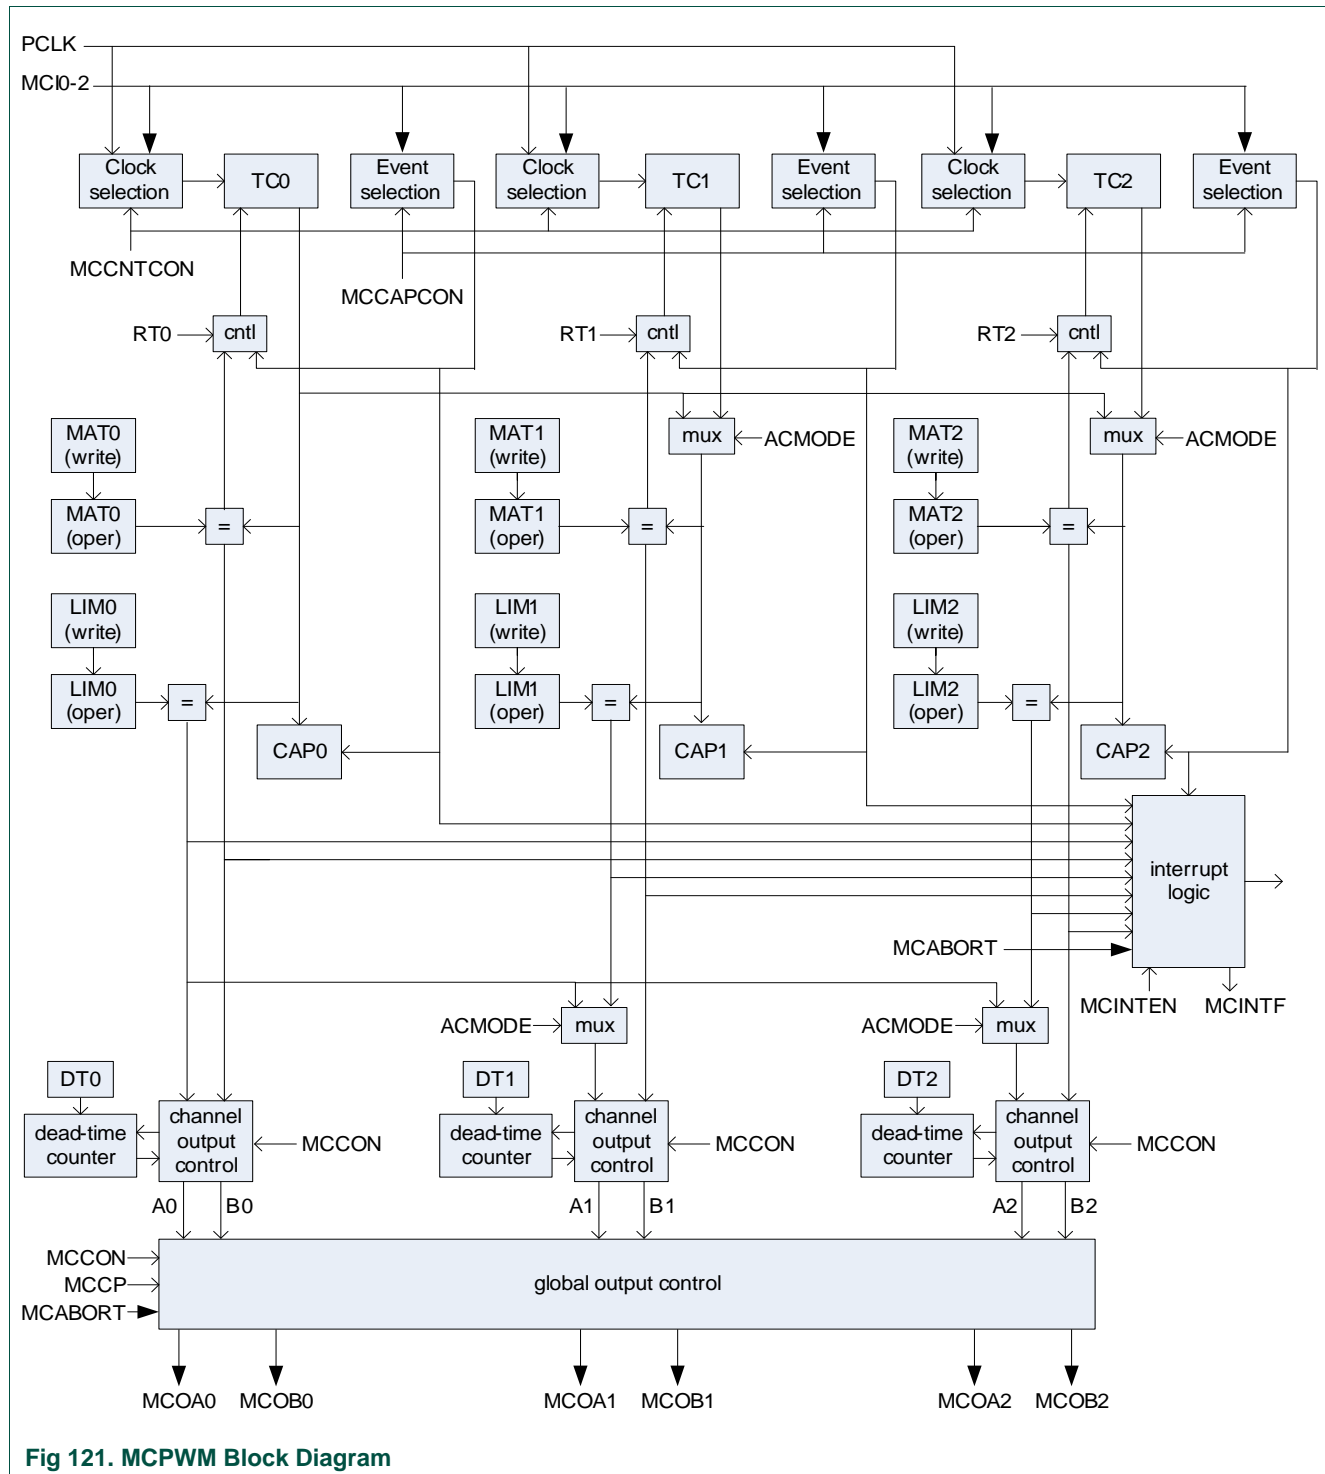 PCLK
MCI0-2
Clock
selection
TC0
Event
selection
Clock
selection
TC1
Event
selection
Clock
selection
TC2
Event
selection
MCCNTCON
MCCAPCON
RT0
cntl
RT1
cntl
RT2
cntl
MAT0
(write)
MAT1
(write)
mux
ACMODE
MAT2
(write)
mux
ACMODE
MAT0
(oper)
=
MAT1
(oper)
=
MAT2
(oper)
=
LIM0
(write)
LIM1
(write)
LIM2
(write)
LIM0
(oper)
=
LIM1
(oper)
=
LIM2
(oper)
=
CAP0
CAP1
CAP2
interrupt
logic
MCABORT
MCINTEN
MCINTF
ACMODE
mux
ACMODE
mux
DT0
DT1
DT2
dead-time
counter
channel
output
control
MCCON
dead-time
counter
channel
output
control
MCCON
dead-time
counter
channel
output
control
MCCON
A0
B0
A1
B1
A2
B2
MCCON
MCCP
MCABORT
global output control
MCOA0
MCOB0
MCOA1
MCOB1
MCOA2
MCOB2
Fig 121. MCPWM Block Diagram